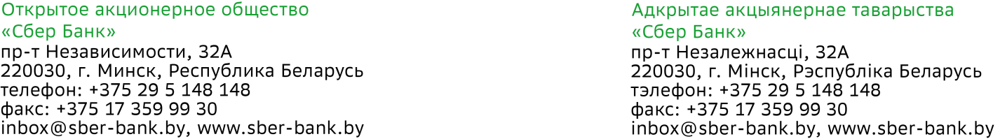 Открытое акционерное общество
«Сбер Банк»
пр-т Независимости, 32А
220030, г. Минск, Республика Беларусь
телефон: +375 29 5 148 148
факс: +375 17 359 99 30
inbox@sber-bank.by, www.sber-bank.by
Адкрытае акцыянернае таварыства
«Сбер Банк»
пр-т Незалежнасці, 32А
220030, г. Мінск, Рэспубліка Беларусь
тэлефон: +375 29 5 148 148
факс: +375 17 359 99 30
inbox@sber-bank.by, www.sber-bank.by